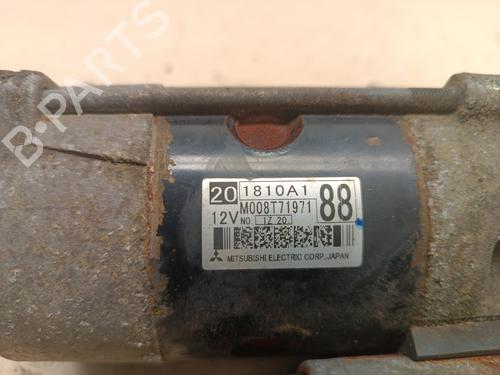 B-PARTS
20 1810A1
12V M008T71971 88
NO. 1Z 20
MITSUBISHI ELECTRIC CORP.,JAPAN